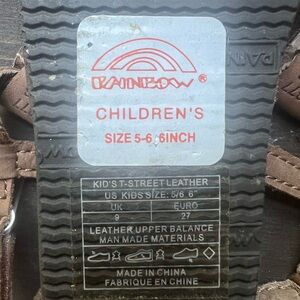 RAINBOW®
CHILDREN'S
SIZE 5-6, 6INCH
KID'S T-STREET LEATHER
US KIDS SIZE: 5/6 6"
UK EURO
9 27
LEATHER UPPER BALANCE
MAN MADE MATERIALS
MADE IN CHINA
FABRIQUE EN CHINE